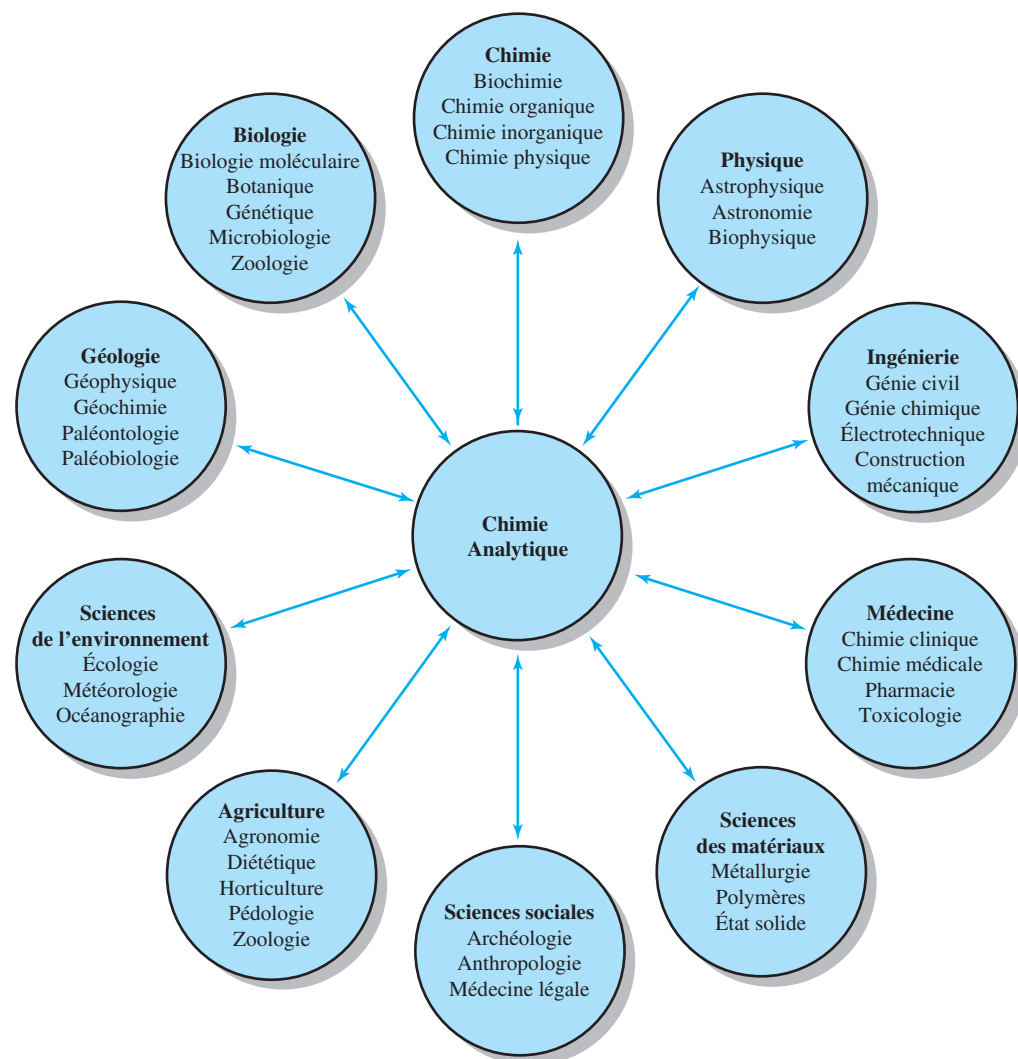 Chimie
Biochimie
Chimie organique
Chimie inorganique
Chimie physique
Physique
Astrophysique
Astronomie
Biophysique
Ingénierie
Génie civil
Génie chimique
Électrotechnique
Construction
mécanique
Médecine
Chimie clinique
Chimie médicale
Pharmacie
Toxicologie
Sciences
des matériaux
Métallurgie
Polymères
État solide
Sciences sociales
Archéologie
Anthropologie
Médecine légale
Agriculture
Agronomie
Diététique
Horticulture
Pédologie
Zoologie
Sciences
de l’environnement
Écologie
Météorologie
Océanographie
Géologie
Géophysique
Géochimie
Paléontologie
Paléobiologie
Biologie
Biologie moléculaire
Botanique
Génétique
Microbiologie
Zoologie
Chimie
Analytique